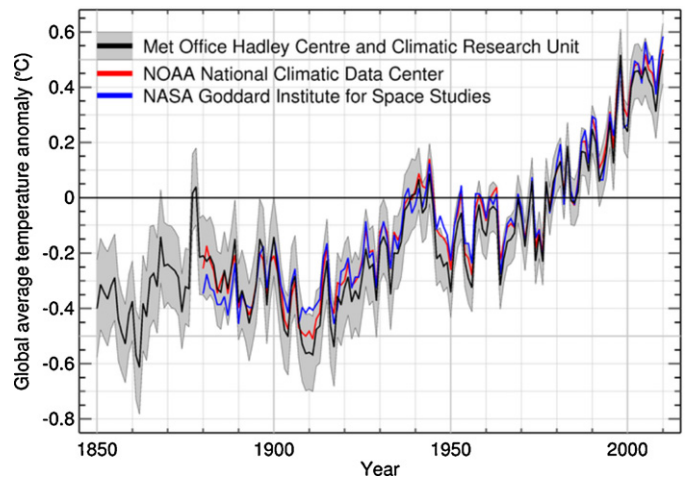 Global average temperature anomaly (°C)
0.6
0.4
0.2
0
-0.2
-0.4
-0.6
-0.8
Met Office Hadley Centre and Climatic Research Unit
NOAA National Climatic Data Center
NASA Goddard Institute for Space Studies
1850
1900
1950
2000
Year